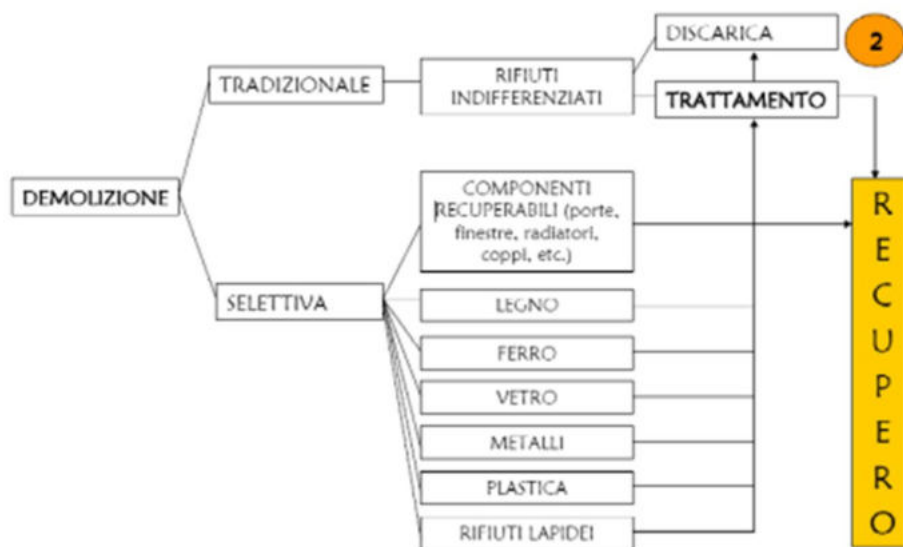 DISCARICA
2
TRADIZIONALE
RIFIUTI
INDIFFERENZIATI
TRATTAMENTO
DEMOLIZIONE
COMPONENTI
RECUPERABILI (porte,
finestre, radiatori,
coppi, etc.)
SELETTIVA
LEGNO
FERRO
VETRO
METALLI
PLASTICA
RIFIUTI LAPIDEI
R
E
C
U
P
E
R
O